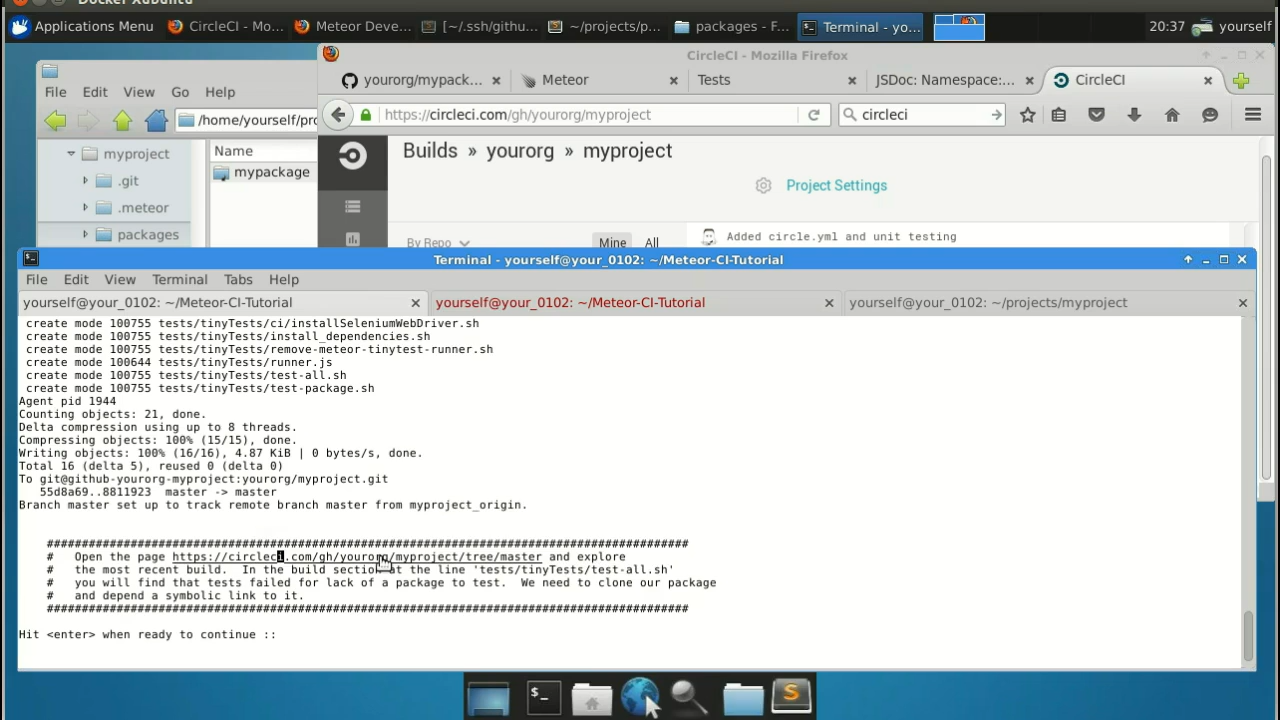 Docker Xubuntu
Applications Menu
CircleCI - Mo...
Meteor Deve...
[~/.ssh/githu...
~/projects/p...
packages - F...
Terminal - yo...
20:37
yourself
File Edit View Go Help
/home/yourself/pro
myproject
.git
.meteor
packages
Name
mypackage
CircleCI - Mozilla Firefox
yourorg/mypack...
Meteor
Tests
JSDoc: Namespace:...
CircleCI
https://circleci.com/gh/yourorg/myproject
circleci
Builds » yourorg » myproject
Project Settings
By Repo
Mine
All
Added circle.yml and unit testing
Terminal - yourself@your_0102: ~/Meteor-CI-Tutorial
File Edit View Terminal Tabs Help
yourself@your_0102: ~/Meteor-CI-Tutorial
yourself@your_0102: ~/Meteor-CI-Tutorial
yourself@your_0102: ~/projects/myproject
create mode 100755 tests/tinyTests/ci/installSeleniumWebDriver.sh
create mode 100755 tests/tinyTests/install_dependencies.sh
create mode 100755 tests/tinyTests/remove-meteor-tinytest-runner.sh
create mode 100644 tests/tinyTests/runner.js
create mode 100755 tests/tinyTests/test-all.sh
create mode 100755 tests/tinyTests/test-package.sh
Agent pid 1944
Counting objects: 21, done.
Delta compression using up to 8 threads.
Compressing objects: 100% (15/15), done.
Writing objects: 100% (16/16), 4.87 KiB | 0 bytes/s, done.
Total 16 (delta 5), reused 0 (delta 0)
To git@github-yourorg-myproject:yourorg/myproject.git
55d8a69..8811923 master -> master
Branch master set up to track remote branch master from myproject_origin.
#####################################################################
# Open the page https://circleci.com/gh/yourorg/myproject/tree/master and explore
# the most recent build. In the build section at the line 'tests/tinyTests/test-all.sh'
# you will find that tests failed for lack of a package to test. We need to clone our package
# and depend a symbolic link to it.
#####################################################################
Hit <enter> when ready to continue ::